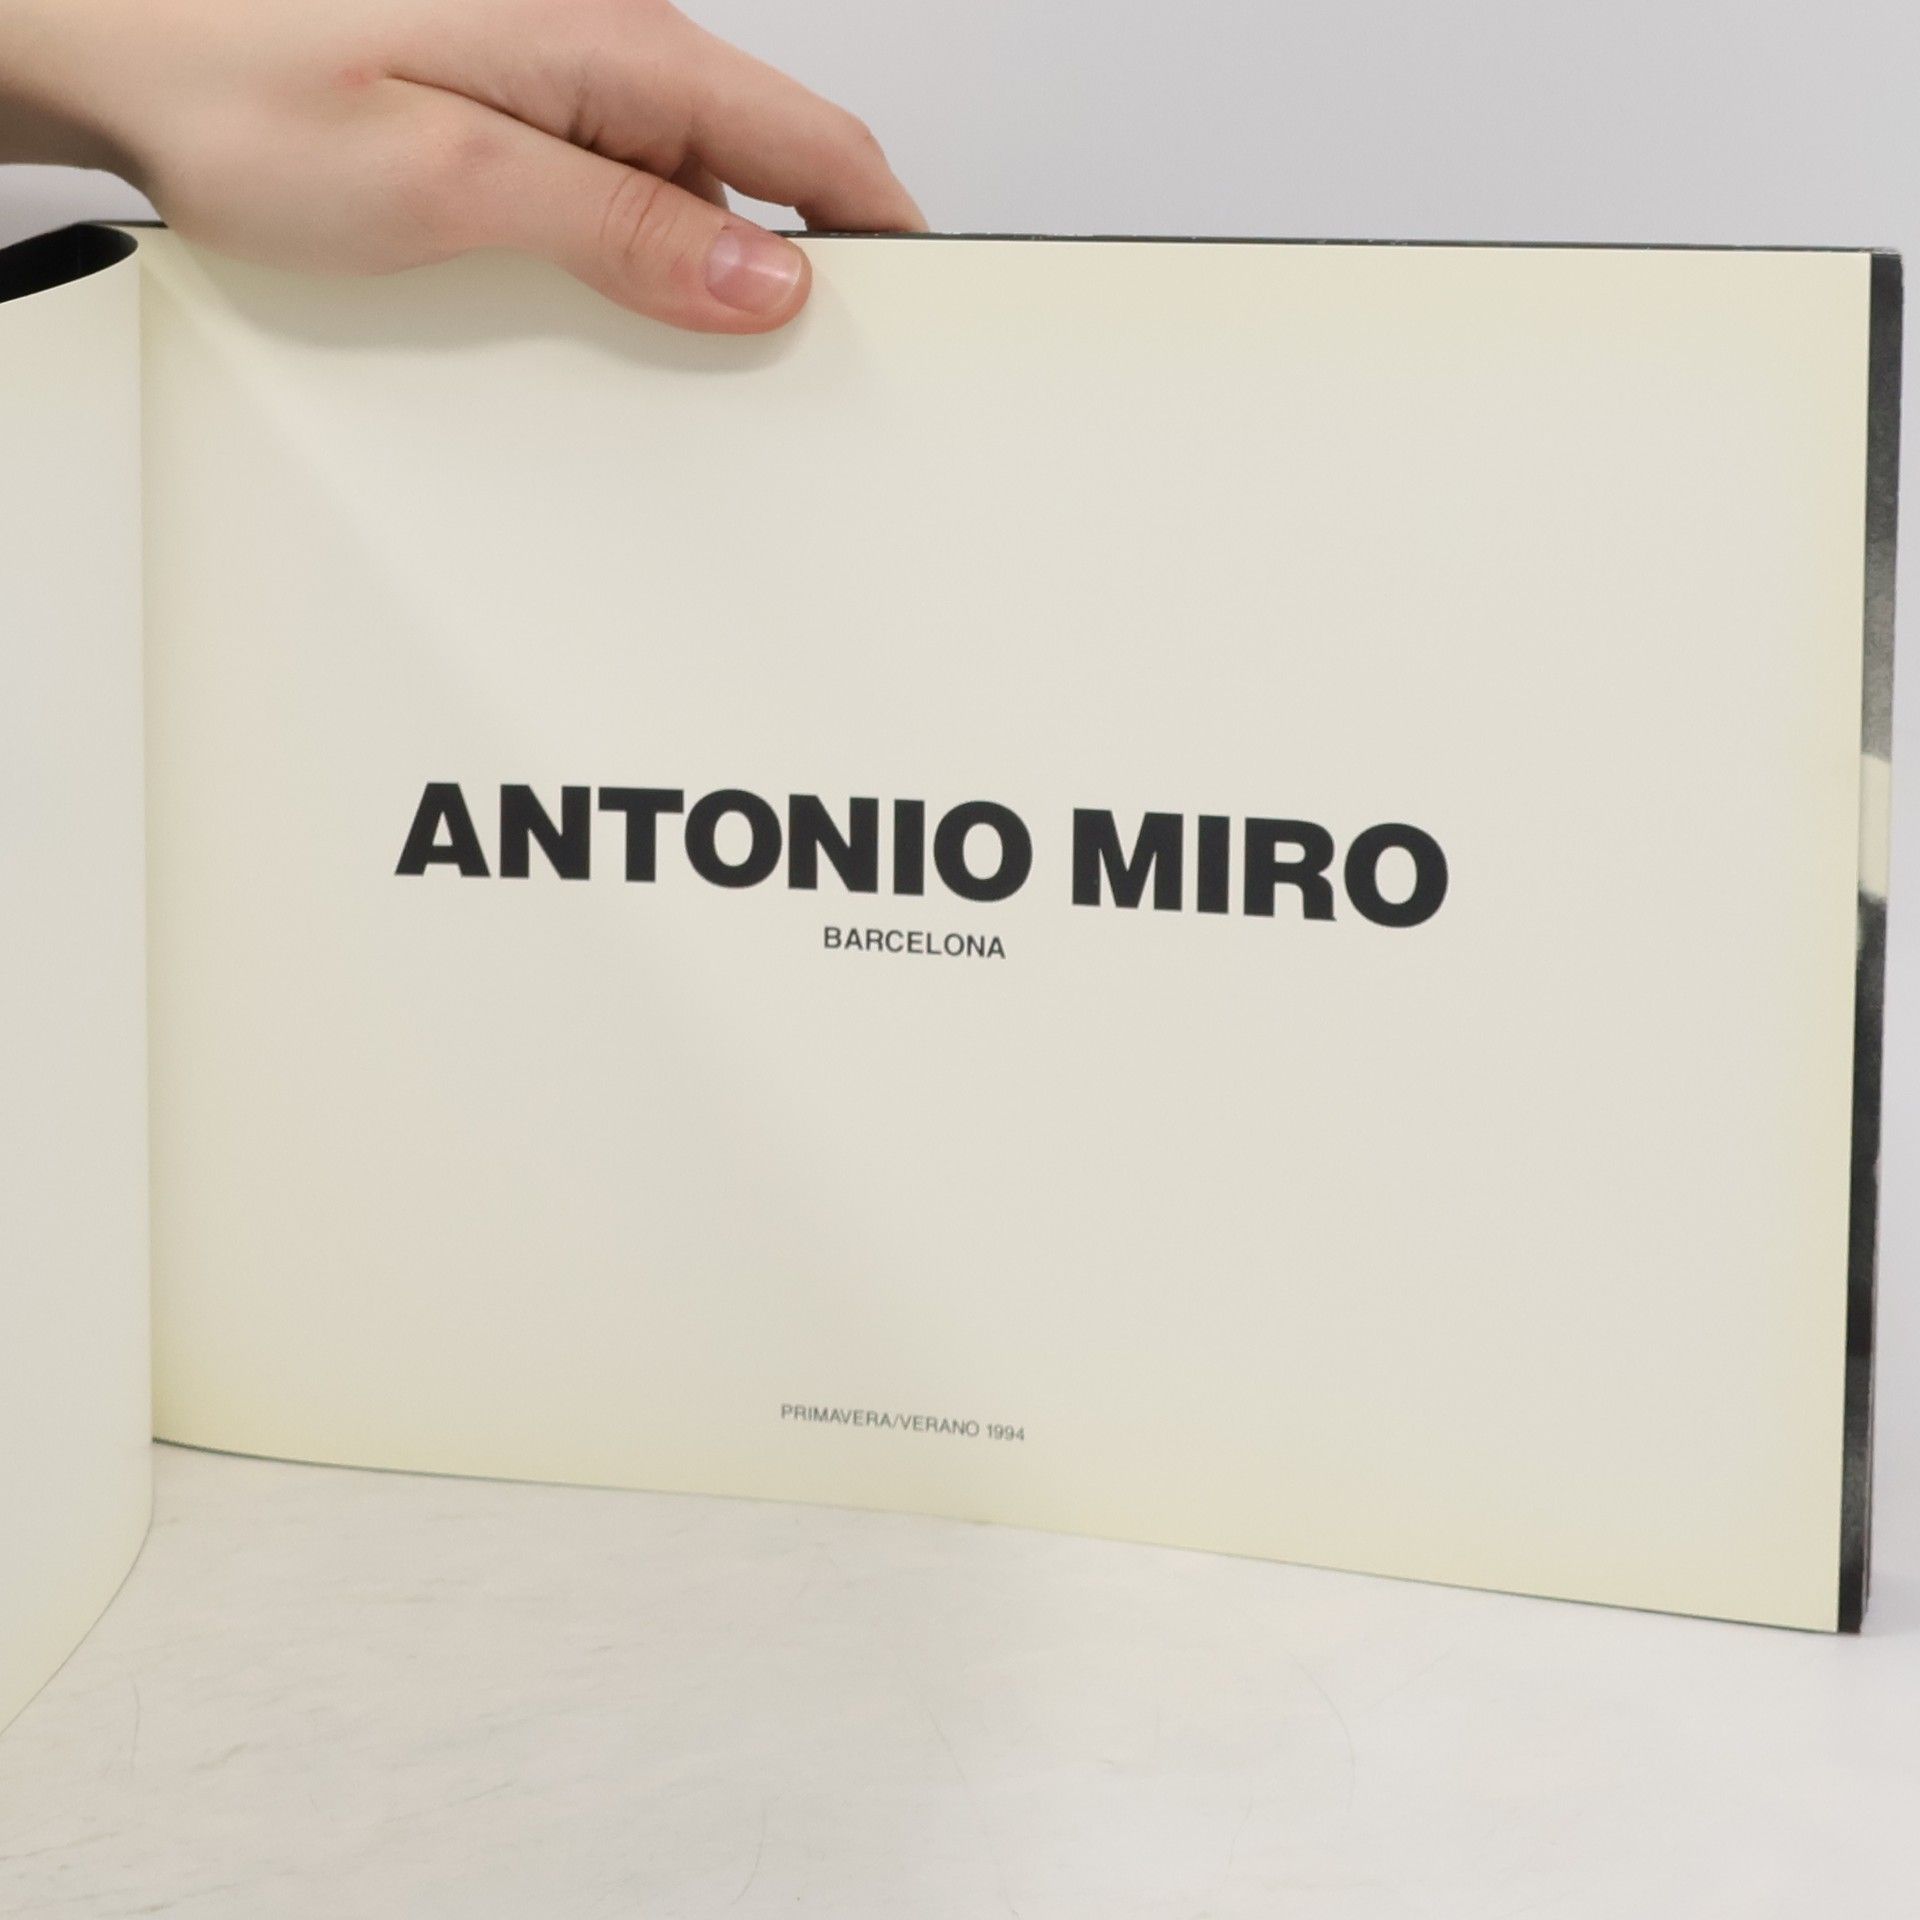 ANTONIO MIRO
BARCELONA
PRIMAVERA/VERANO 1994